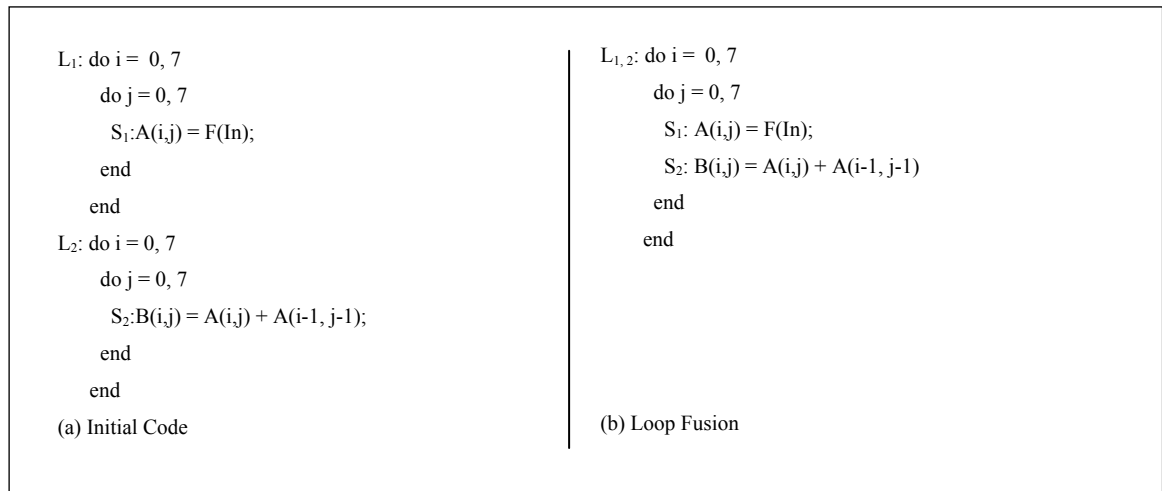 L₁: do i = 0, 7
do j = 0, 7
S₁:A(i,j) = F(In);
end
end
L₂: do i = 0, 7
do j = 0, 7
S₂:B(i,j) = A(i,j) + A(i-1, j-1);
end
end
(a) Initial Code
L₁, ₂: do i = 0, 7
do j = 0, 7
S₁: A(i,j) = F(In);
S₂: B(i,j) = A(i,j) + A(i-1, j-1)
end
end
(b) Loop Fusion